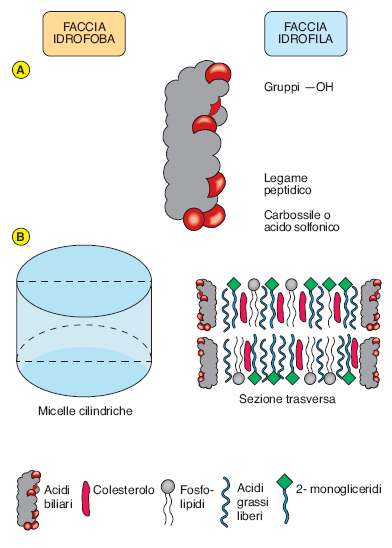 FACCIA
IDROFOBA
FACCIA
IDROFILA
A
Gruppi —OH
Legame
peptidico
Carbossile o
acido solfonico
B
Micelle cilindriche
Sezione trasversa
Acidi
biliari
Colesterolo
Fosfo-
lipidi
Acidi
grassi
liberi
2- monogliceridi